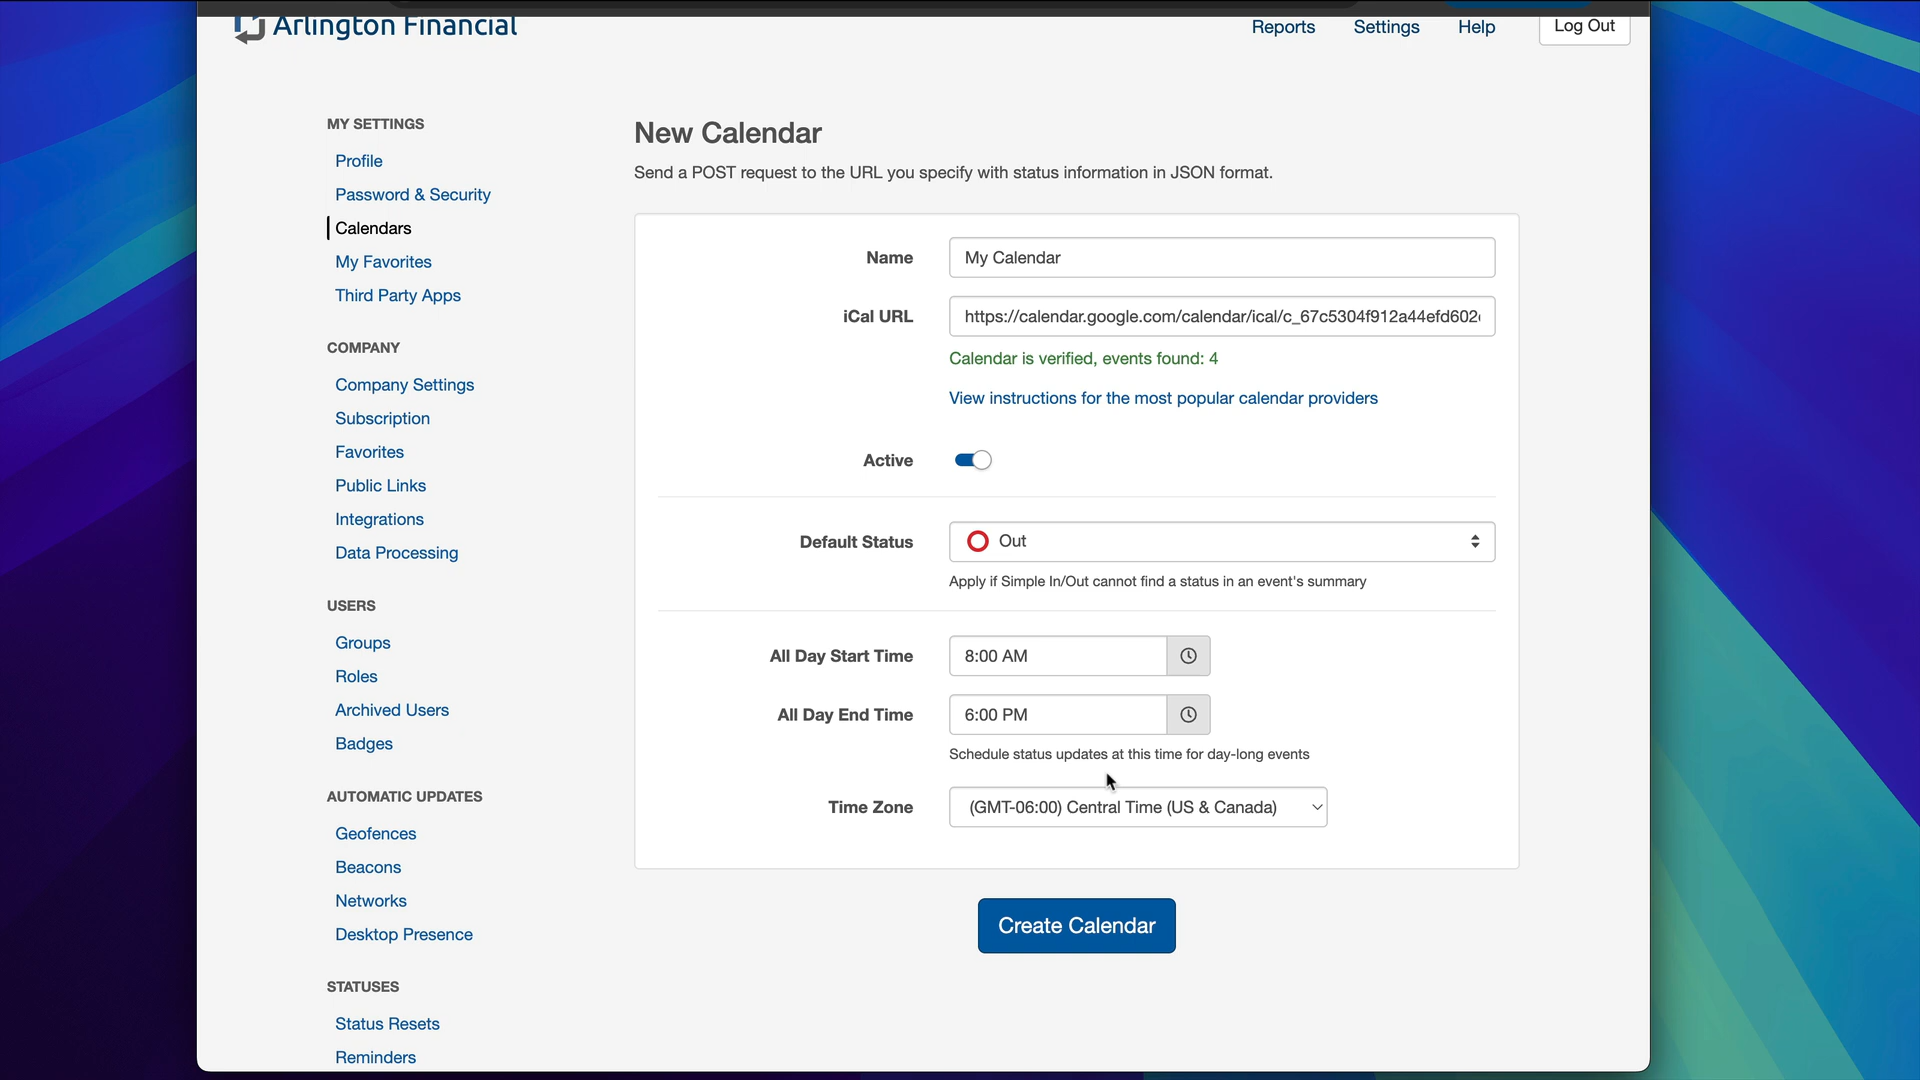 Arlington Financial
Reports
Settings
Help
Log Out
MY SETTINGS
Profile
Password & Security
Calendars
My Favorites
Third Party Apps
COMPANY
Company Settings
Subscription
Favorites
Public Links
Integrations
Data Processing
USERS
Groups
Roles
Archived Users
Badges
AUTOMATIC UPDATES
Geofences
Beacons
Networks
Desktop Presence
STATUSES
Status Resets
Reminders
New Calendar
Send a POST request to the URL you specify with status information in JSON format.
Name
My Calendar
iCal URL
https://calendar.google.com/calendar/ical/c_67c5304f912a44efd602
Calendar is verified, events found: 4
View instructions for the most popular calendar providers
Active
Default Status
Out
Apply if Simple In/Out cannot find a status in an event's summary
All Day Start Time
8:00 AM
All Day End Time
6:00 PM
Schedule status updates at this time for day-long events
Time Zone
(GMT-06:00) Central Time (US & Canada)
Create Calendar